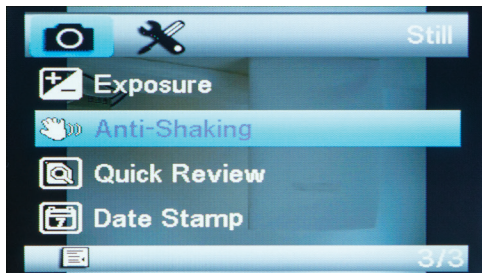 Still
Exposure
Anti-Shaking
Quick Review
Date Stamp
3/3